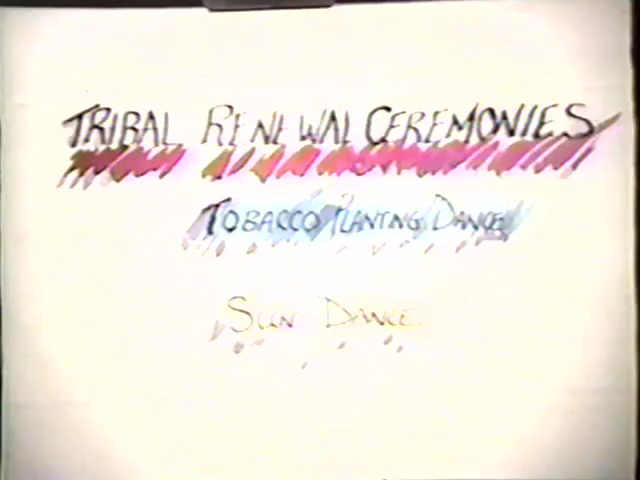 TRIBAL RENEWAL CEREMONIES
TOBACCO PLANTING DANCE
SUN DANCE